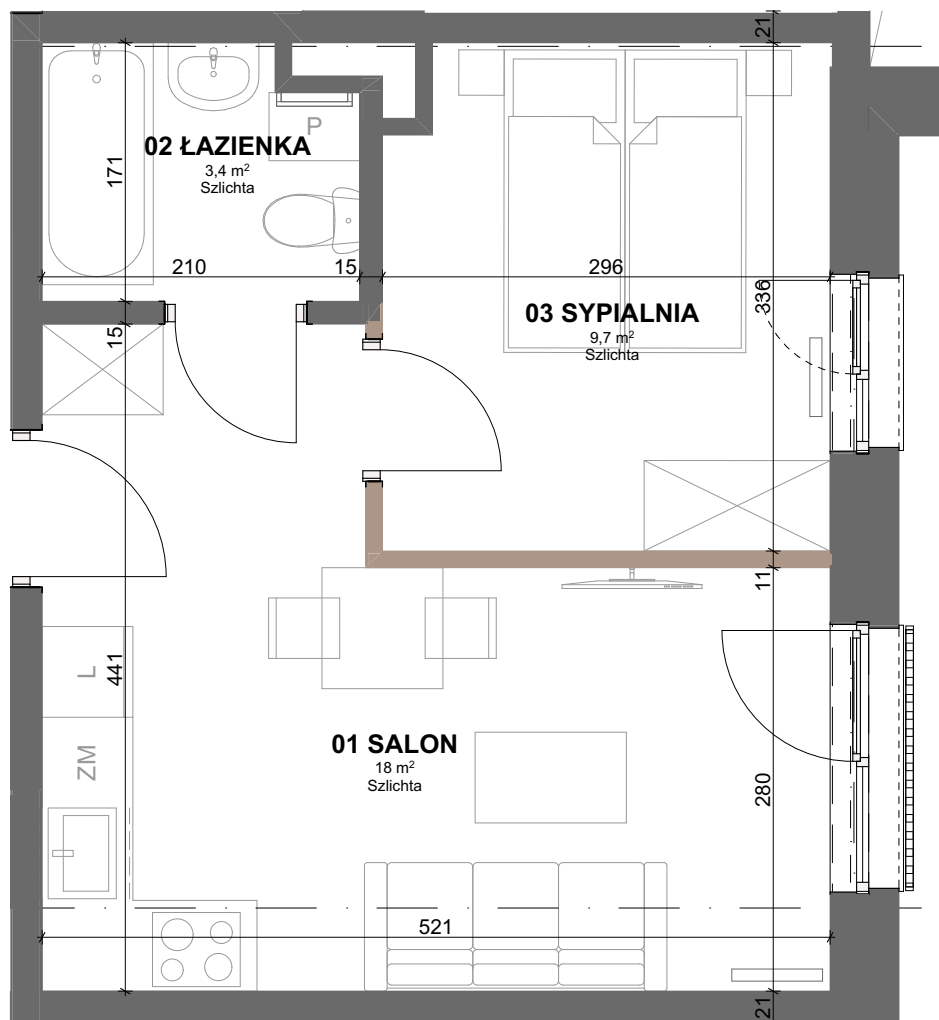 21
02 ŁAZIENKA
3,4 m²
Szlichta
P
171
210
15
296
336
03 SYPIALNIA
9,7 m²
Szlichta
15
11
L
441
ZM
01 SALON
18 m²
Szlichta
280
521
21